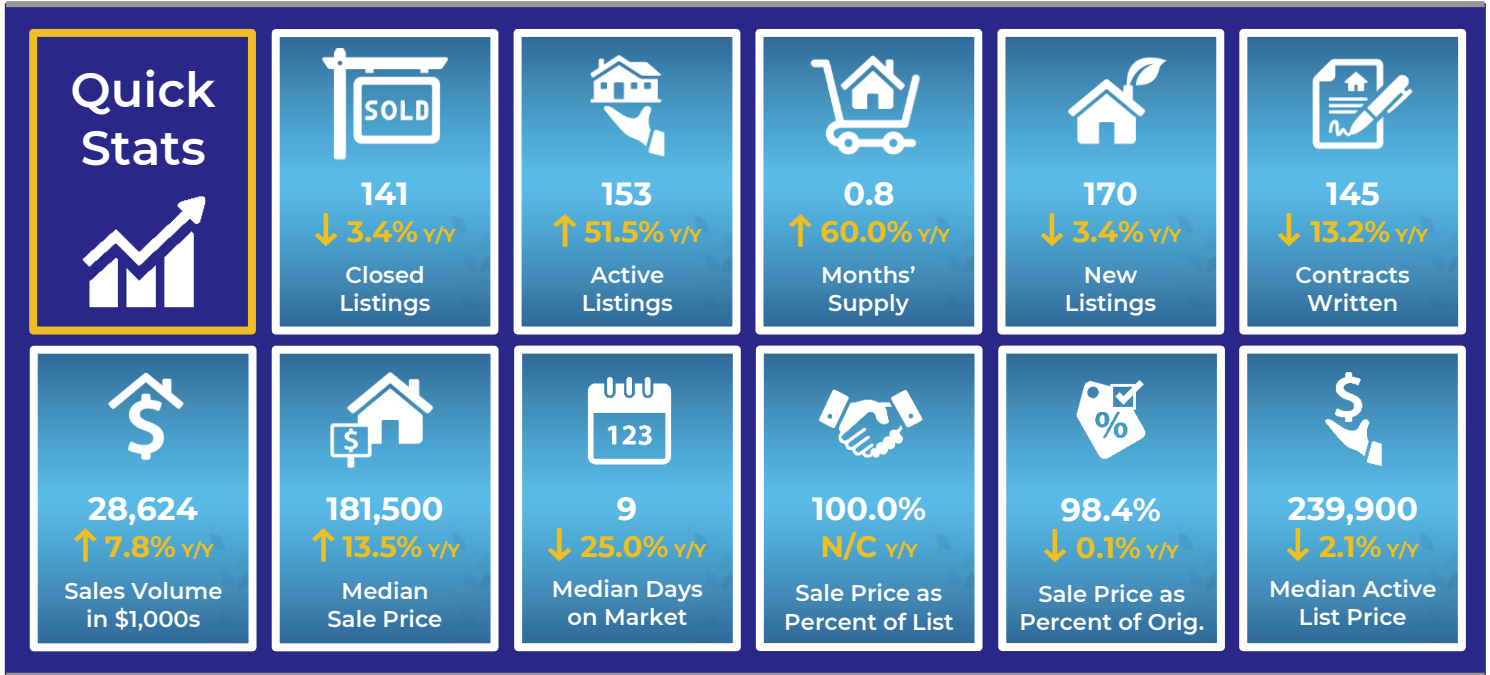 Quick
Stats
SOLD
141
↓ 3.4% Y/Y
Closed
Listings
153
↑ 51.5% Y/Y
Active
Listings
0.8
↑ 60.0% Y/Y
Months’
Supply
170
↓ 3.4% Y/Y
New
Listings
145
↓ 13.2% Y/Y
Contracts
Written
$
28,624
↑ 7.8% Y/Y
Sales Volume
in $1,000s
$
181,500
↑ 13.5% Y/Y
Median
Sale Price
123
9
↓ 25.0% Y/Y
Median Days
on Market
100.0%
N/C Y/Y
Sale Price as
Percent of List
%
98.4%
↓ 0.1% Y/Y
Sale Price as
Percent of Orig.
$
239,900
↓ 2.1% Y/Y
Median Active
List Price